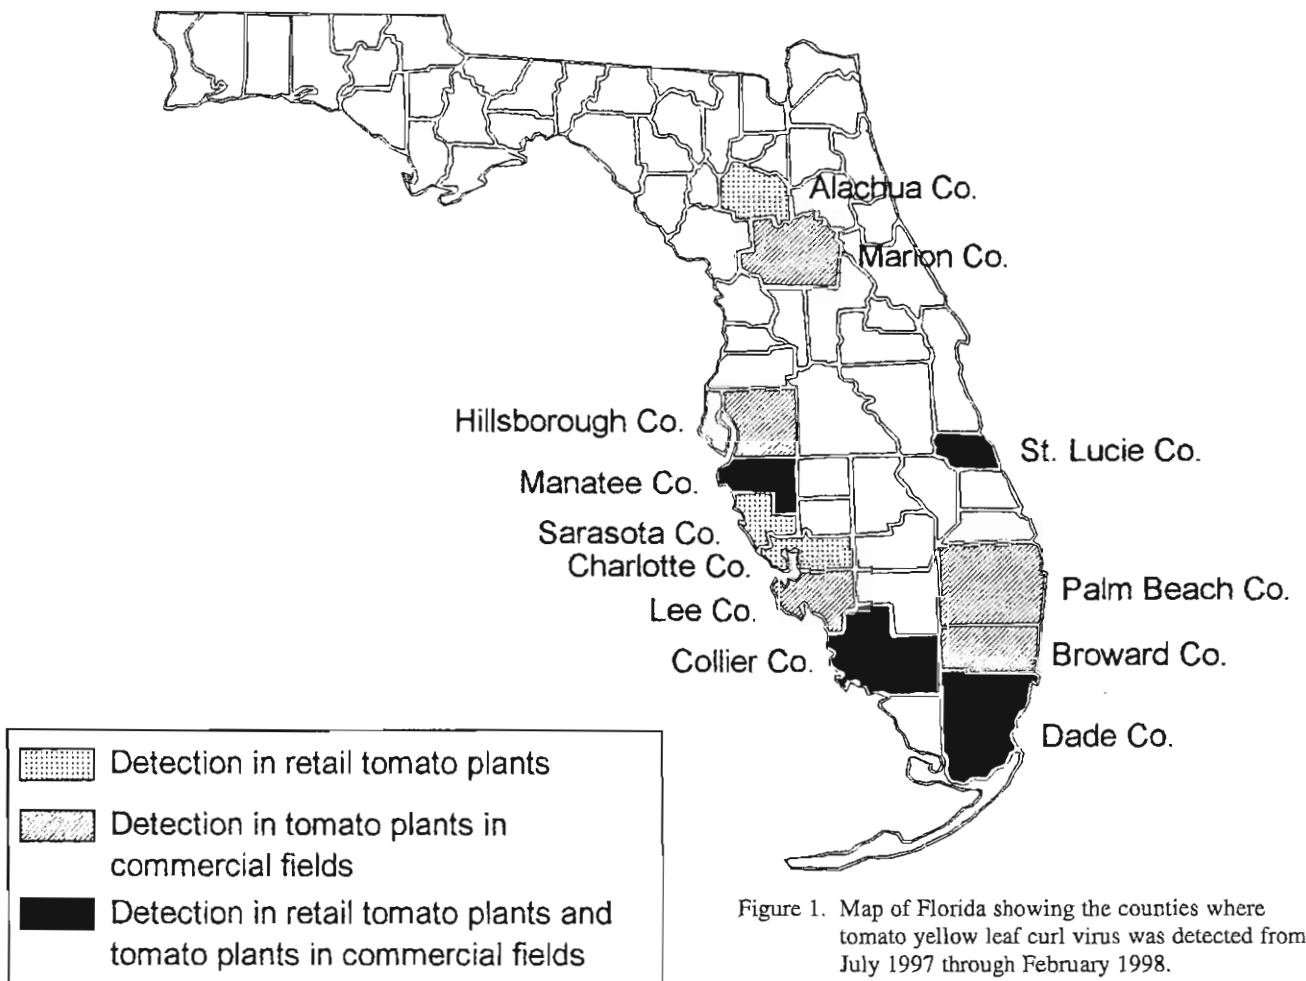 Alachua Co.
Marion Co.
Hillsborough Co.
St. Lucie Co.
Manatee Co.
Sarasota Co.
Charlotte Co.
Palm Beach Co.
Lee Co.
Broward Co.
Collier Co.
Dade Co.
Detection in retail tomato plants
Detection in tomato plants in
commercial fields
Detection in retail tomato plants and
tomato plants in commercial fields
Figure 1. Map of Florida showing the counties where
tomato yellow leaf curl virus was detected from
July 1997 through February 1998.